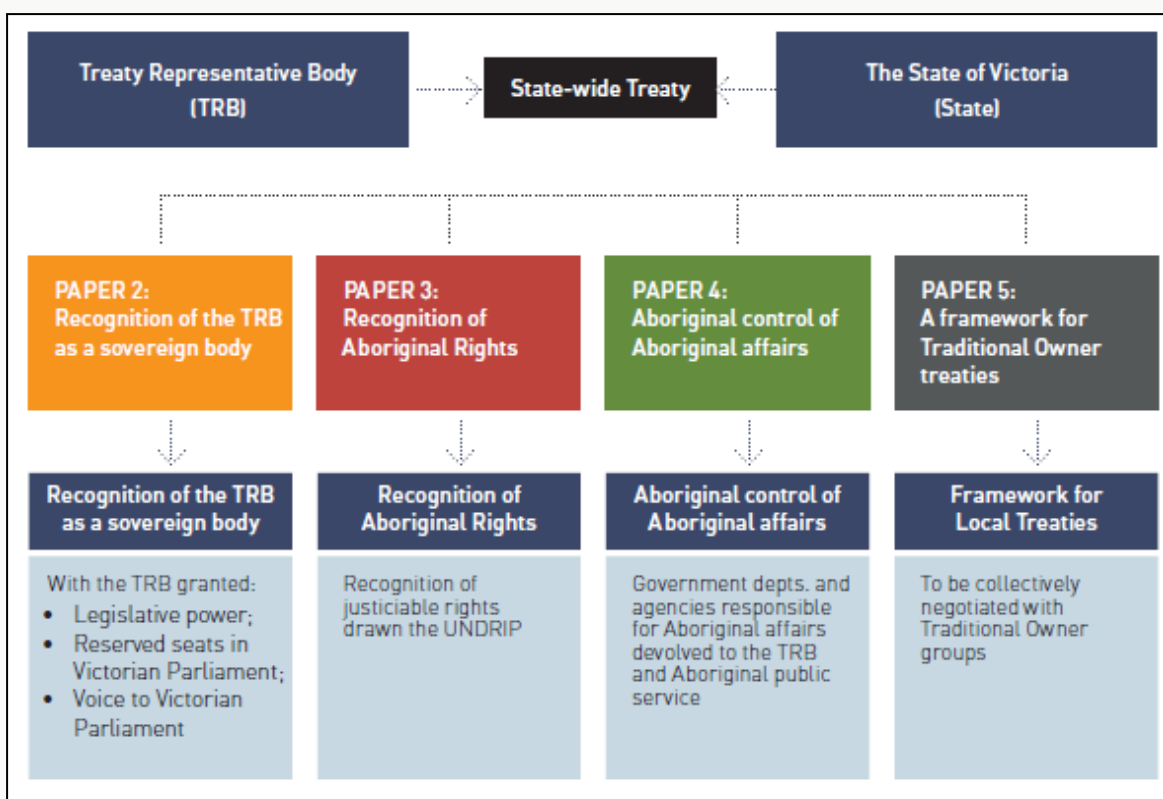 Treaty Representative Body
(TRB)
State-wide Treaty
The State of Victoria
(State)
PAPER 2:
Recognition of the TRB
as a sovereign body
PAPER 3:
Recognition of
Aboriginal Rights
PAPER 4:
Aboriginal control of
Aboriginal affairs
PAPER 5:
A framework for
Traditional Owner
treaties
Recognition of the TRB
as a sovereign body
With the TRB granted:
• Legislative power;
• Reserved seats in
Victorian Parliament;
• Voice to Victorian
Parliament
Recognition of
Aboriginal Rights
Recognition of
justiciable rights
drawn the UNDRIP
Aboriginal control of
Aboriginal affairs
Government depts. and
agencies responsible
for Aboriginal affairs
devolved to the TRB
and Aboriginal public
service
Framework for
Local Treaties
To be collectively
negotiated with
Traditional Owner
groups